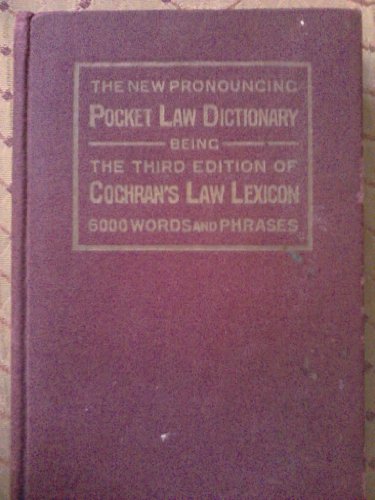 THE NEW PRONOUNCING
POCKET LAW DICTIONARY
BEING
THE THIRD EDITION OF
COCHRAN'S LAW LEXICON
6000 WORDS AND PHRASES